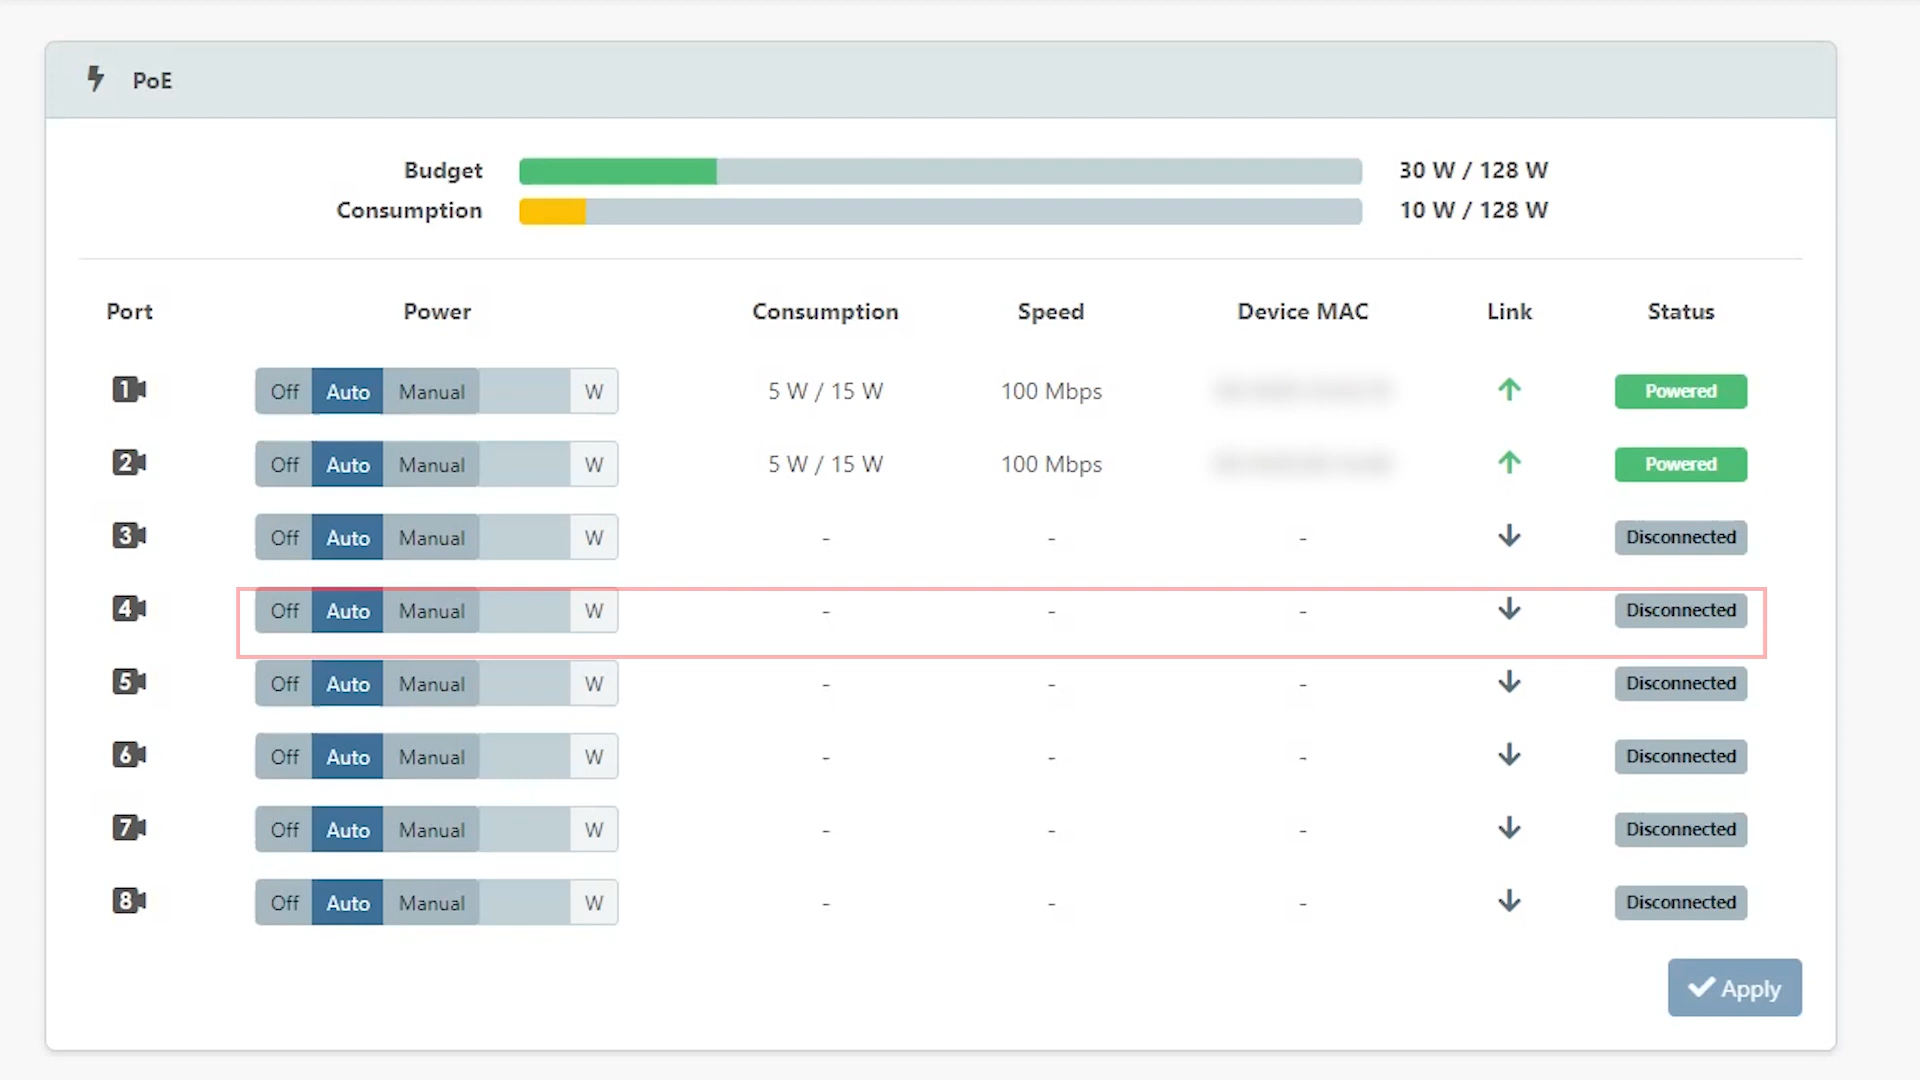 PoE
Budget 30 W / 128 W
Consumption 10 W / 128 W
Port Power Consumption Speed Device MAC Link Status
1 Off Auto Manual W 5 W / 15 W 100 Mbps Powered
2 Off Auto Manual W 5 W / 15 W 100 Mbps Powered
3 Off Auto Manual W - - - Disconnected
4 Off Auto Manual W - - - Disconnected
5 Off Auto Manual W - - - Disconnected
6 Off Auto Manual W - - - Disconnected
7 Off Auto Manual W - - - Disconnected
8 Off Auto Manual W - - - Disconnected
Apply